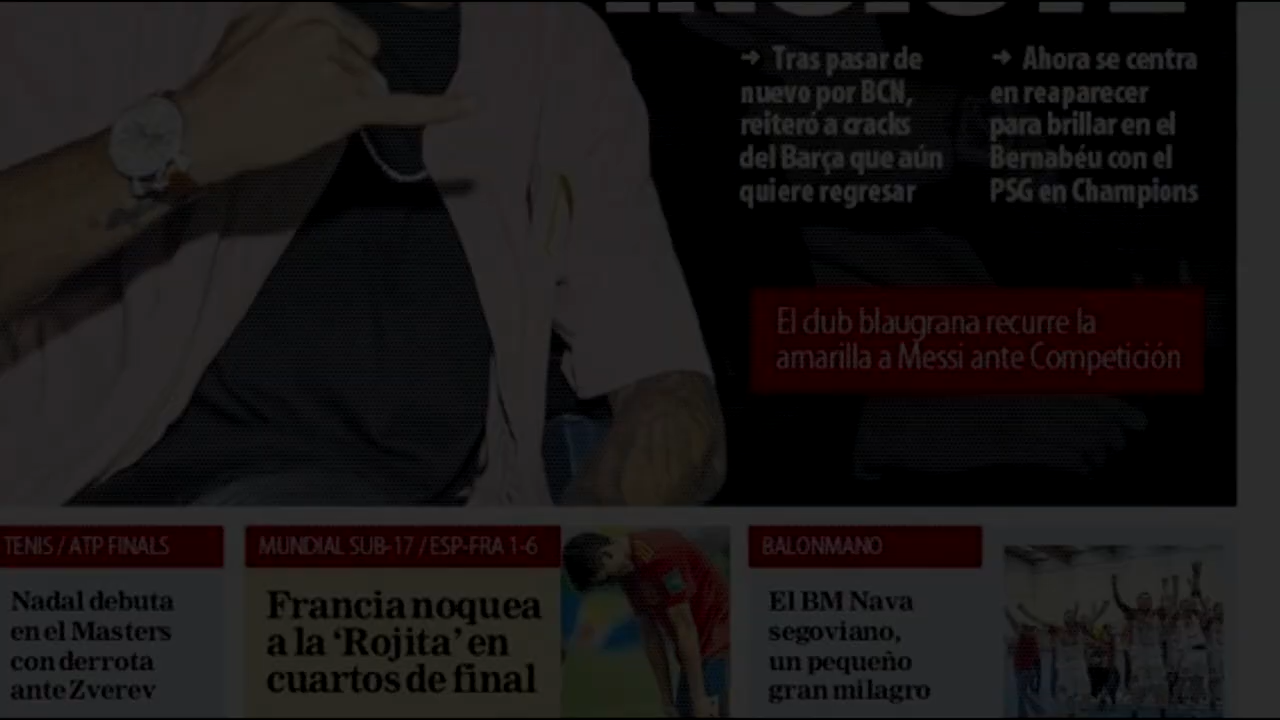 Tras pasar de
nuevo por BCN,
reiteró a cracks
del Barça que aún
quiere regresar
Ahora se centra
en reaparecer
para brillar en el
Bernabéu con el
PSG en Champions
El club blaugrana recurre la
amarilla a Messi ante Competición
TENIS / ATP FINALS
Nadal debuta
en el Masters
con derrota
ante Zverev
MUNDIAL SUB-17 / ESP-FRA 1-6
Francia noquea
a la ‘Rojita’ en
cuartos de final
BALONMANO
El BM Nava
segoviano,
un pequeño
gran milagro